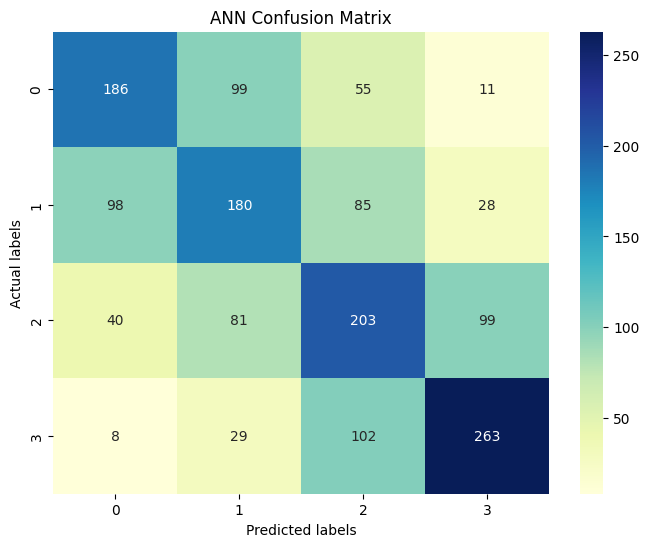 ANN Confusion Matrix
0 186 99 55 11
1 98 180 85 28
2 40 81 203 99
3 8 29 102 263
0 1 2 3
Predicted labels
Actual labels
250
200
150
100
50